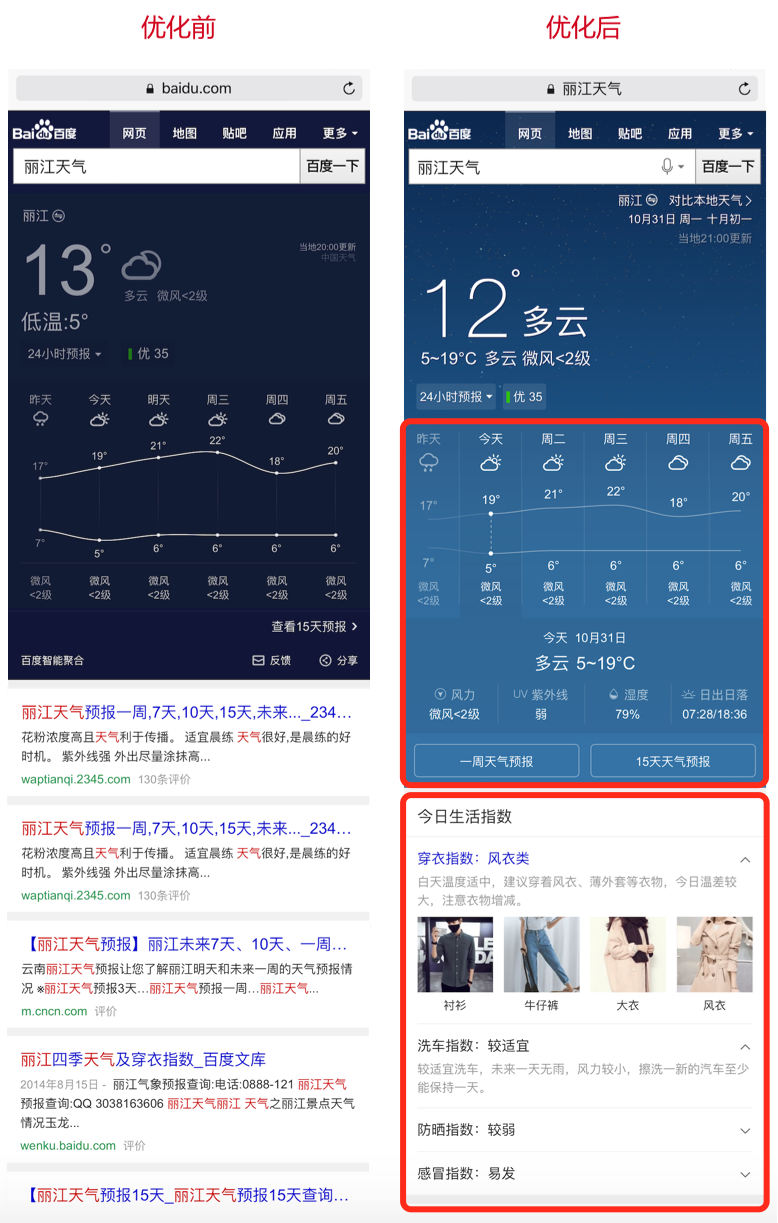 优化前
baidu.com
Bai du 百度 网页 地图 贴吧 应用 更多
丽江天气 百度一下
丽江
13° 当地20:00更新
中国天气
多云 微风<2级
低温:5°
24小时预报 优 35
昨天 今天 明天 周三 周四 周五
17° 19° 21° 22° 18° 20°
7° 5° 6° 6° 6° 6°
微风 微风 微风 微风 微风 微风
<2级 <2级 <2级 <2级 <2级 <2级
查看15天预报 >
百度智能聚合 反馈 分享
丽江天气预报一周,7天,10天,15天,未来..._234...
花粉浓度高且天气利于传播。 适宜晨练 天气很好,是晨练的好
时机。 紫外线强 外出尽量涂抹高...
waptianqi.2345.com 130条评价
丽江天气预报一周,7天,10天,15天,未来..._234...
花粉浓度高且天气利于传播。 适宜晨练 天气很好,是晨练的好
时机。 紫外线强 外出尽量涂抹高...
waptianqi.2345.com 130条评价
【丽江天气预报】丽江未来7天、10天、一周...
云南丽江天气预报让您了解丽江明天和未来一周的天气预报情
况 ※丽江天气预报3天...丽江天气预报一周...丽江天气...
m.cncn.com 评价
丽江四季天气及穿衣指数_百度文库
2014年8月15日 - 丽江气象预报查询:电话:0888-121 丽江天气
预报查询:QQ 3038163606 丽江天气丽江 天气之丽江景点天气
情况玉龙...
wenku.baidu.com 评价
【丽江天气预报15天_丽江天气预报15天查询...
优化后
丽江天气
Bai du 百度 网页 地图 贴吧 应用 更多
丽江天气 百度一下
丽江 对比本地天气 >
10月31日 周一 十月初一
当地21:00更新
12° 多云
5~19°C 多云 微风<2级
24小时预报 优 35
昨天 今天 周二 周三 周四 周五
17° 19° 21° 22° 18° 20°
7° 5° 6° 6° 6° 6°
微风 微风 微风 微风 微风 微风
<2级 <2级 <2级 <2级 <2级 <2级
今天 10月31日
多云 5~19°C
风力 UV 紫外线 湿度 日出日落
微风<2级 弱 79% 07:28/18:36
一周天气预报 15天天气预报
今日生活指数
穿衣指数：风衣类
白天温度适中，建议穿着风衣、薄外套等衣物，今日温差较
大，注意衣物增减。
衬衫 牛仔裤 大衣 风衣
洗车指数：较适宜
较适宜洗车，未来一天无雨，风力较小，擦洗一新的汽车至少
能保持一天。
防晒指数：较弱
感冒指数：易发